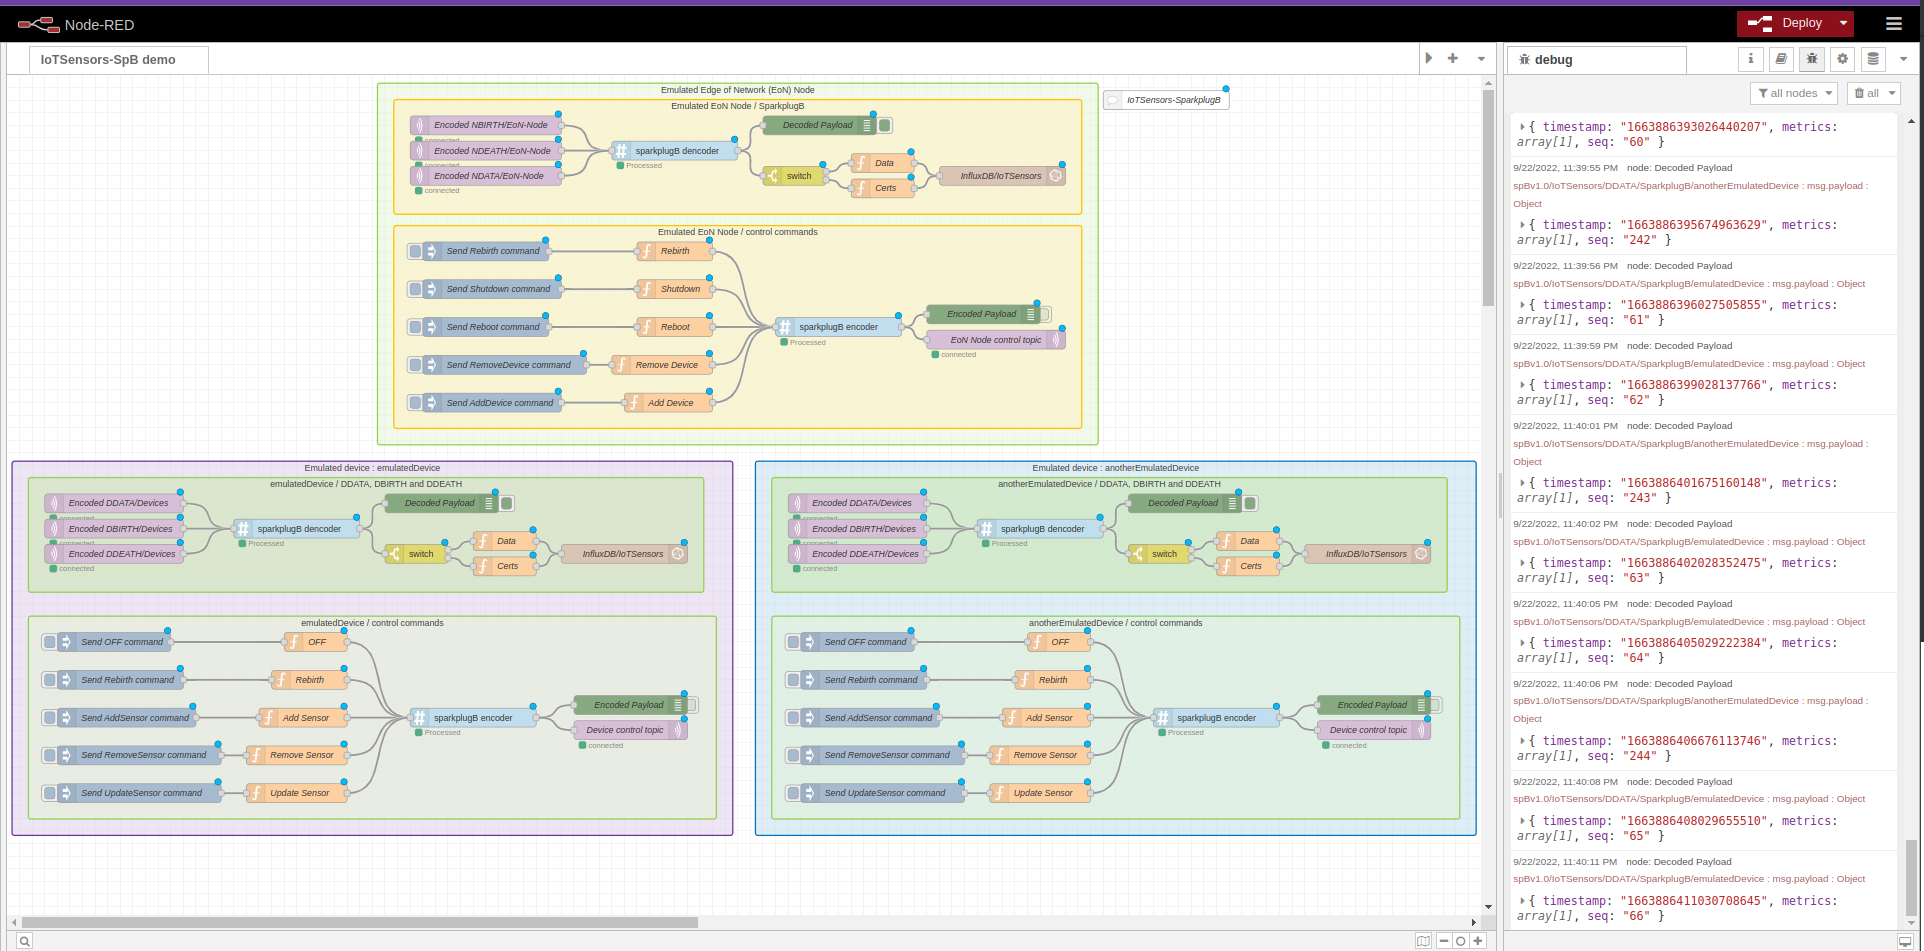 Node-RED
Deploy
IoTSensors-SpB demo
debug
all nodes
all
Emulated Edge of Network (EoN) Node
IoTSensors-SparkplugB
Emulated EoN Node / SparkplugB
Encoded NBIRTH/EoN-Node
connected
Encoded NDEATH/EoN-Node
connected
Encoded NDATA/EoN-Node
connected
sparkplugB dencoder
Processed
Decoded Payload
switch
Data
Certs
InfluxDB/IoTSensors
Emulated EoN Node / control commands
Send Rebirth command
Rebirth
Send Shutdown command
Shutdown
Send Reboot command
Reboot
Send RemoveDevice command
Remove Device
Send AddDevice command
Add Device
sparkplugB encoder
Processed
Encoded Payload
EoN Node control topic
connected
Emulated device : emulatedDevice
emulatedDevice / DDATA, DBIRTH and DDEATH
Encoded DDATA/Devices
connected
Encoded DBIRTH/Devices
connected
Encoded DDEATH/Devices
connected
sparkplugB dencoder
Processed
Decoded Payload
switch
Data
Certs
InfluxDB/IoTSensors
emulatedDevice / control commands
Send OFF command
OFF
Send Rebirth command
Rebirth
Send AddSensor command
Add Sensor
Send RemoveSensor command
Remove Sensor
Send UpdateSensor command
Update Sensor
sparkplugB encoder
Processed
Encoded Payload
Device control topic
connected
Emulated device : anotherEmulatedDevice
anotherEmulatedDevice / DDATA, DBIRTH and DDEATH
Encoded DDATA/Devices
connected
Encoded DBIRTH/Devices
connected
Encoded DDEATH/Devices
connected
sparkplugB dencoder
Processed
Decoded Payload
switch
Data
Certs
InfluxDB/IoTSensors
anotherEmulatedDevice / control commands
Send OFF command
OFF
Send Rebirth command
Rebirth
Send AddSensor command
Add Sensor
Send RemoveSensor command
Remove Sensor
Send UpdateSensor command
Update Sensor
sparkplugB encoder
Processed
Encoded Payload
Device control topic
connected
{ timestamp: "1663886393026440207", metrics:
array[1], seq: "60" }
9/22/2022, 11:39:55 PM node: Decoded Payload
spBv1.0/IoTSensors/DDATA/SparkplugB/anotherEmulatedDevice : msg.payload :
Object
{ timestamp: "1663886395674963629", metrics:
array[1], seq: "242" }
9/22/2022, 11:39:56 PM node: Decoded Payload
spBv1.0/IoTSensors/DDATA/SparkplugB/emulatedDevice : msg.payload : Object
{ timestamp: "1663886396027505855", metrics:
array[1], seq: "61" }
9/22/2022, 11:39:59 PM node: Decoded Payload
spBv1.0/IoTSensors/DDATA/SparkplugB/emulatedDevice : msg.payload : Object
{ timestamp: "1663886399028137766", metrics:
array[1], seq: "62" }
9/22/2022, 11:40:01 PM node: Decoded Payload
spBv1.0/IoTSensors/DDATA/SparkplugB/anotherEmulatedDevice : msg.payload :
Object
{ timestamp: "1663886401675160148", metrics:
array[1], seq: "243" }
9/22/2022, 11:40:02 PM node: Decoded Payload
spBv1.0/IoTSensors/DDATA/SparkplugB/emulatedDevice : msg.payload : Object
{ timestamp: "1663886402028352475", metrics:
array[1], seq: "63" }
9/22/2022, 11:40:05 PM node: Decoded Payload
spBv1.0/IoTSensors/DDATA/SparkplugB/emulatedDevice : msg.payload : Object
{ timestamp: "1663886405029222384", metrics:
array[1], seq: "64" }
9/22/2022, 11:40:06 PM node: Decoded Payload
spBv1.0/IoTSensors/DDATA/SparkplugB/anotherEmulatedDevice : msg.payload :
Object
{ timestamp: "1663886406676113746", metrics:
array[1], seq: "244" }
9/22/2022, 11:40:08 PM node: Decoded Payload
spBv1.0/IoTSensors/DDATA/SparkplugB/emulatedDevice : msg.payload : Object
{ timestamp: "1663886408029655510", metrics:
array[1], seq: "65" }
9/22/2022, 11:40:11 PM node: Decoded Payload
spBv1.0/IoTSensors/DDATA/SparkplugB/emulatedDevice : msg.payload : Object
{ timestamp: "1663886411030708645", metrics:
array[1], seq: "66" }